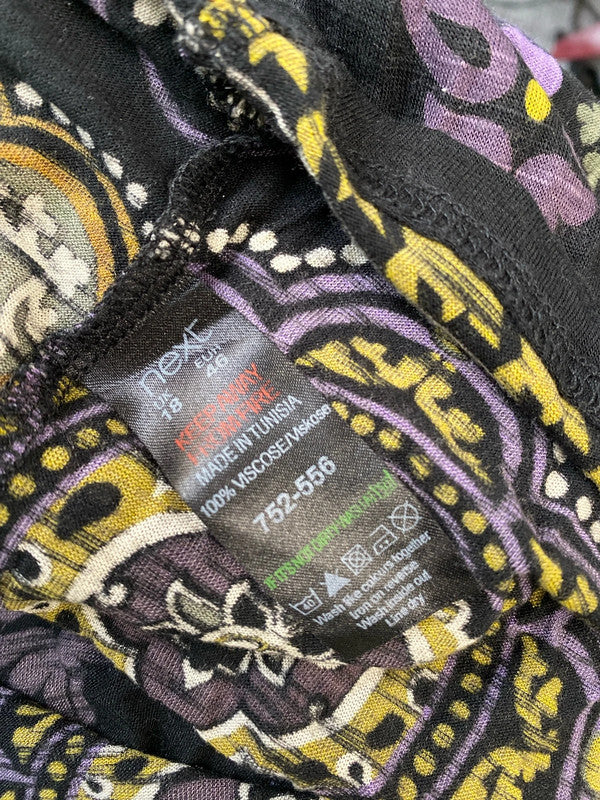 next
UK EUR
18 46
KEEP AWAY
FROM FIRE
MADE IN TUNISIA
100% VISCOSE/VISKOSE
752-556
40
Wash like colours together
Iron on reverse
Wash inside out
Line dry